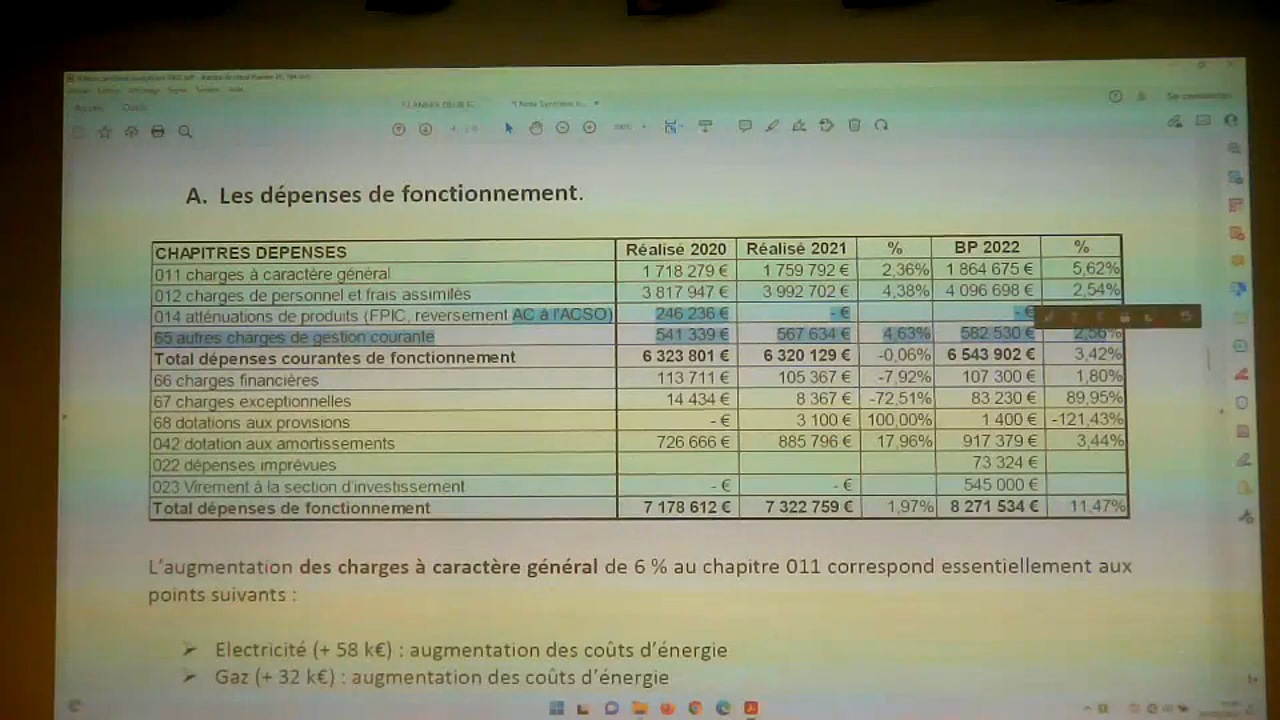 Se connecter
A. Les dépenses de fonctionnement.
CHAPITRES DEPENSES Réalisé 2020 Réalisé 2021 % BP 2022 %
011 charges à caractère général 1 718 279 € 1 759 792 € 2,36% 1 864 675 € 5,62%
012 charges de personnel et frais assimilés 3 817 947 € 3 992 702 € 4,38% 4 096 698 € 2,54%
014 atténuations de produits (FPIC, reversement AC à l'ACSO) 246 236 € - € - €
65 autres charges de gestion courante 541 339 € 567 634 € 4,63% 582 530 € 2,56%
Total dépenses courantes de fonctionnement 6 323 801 € 6 320 129 € -0,06% 6 543 902 € 3,42%
66 charges financières 113 711 € 105 367 € -7,92% 107 300 € 1,80%
67 charges exceptionnelles 14 434 € 8 367 € -72,51% 83 230 € 89,95%
68 dotations aux provisions - € 3 100 € 100,00% 1 400 € -121,43%
042 dotation aux amortissements 726 666 € 885 796 € 17,96% 917 379 € 3,44%
022 dépenses imprévues 73 324 €
023 Virement à la section d'investissement - € - € 545 000 €
Total dépenses de fonctionnement 7 178 612 € 7 322 759 € 1,97% 8 271 534 € 11,47%
L'augmentation des charges à caractère général de 6 % au chapitre 011 correspond essentiellement aux
points suivants :
➢ Electricité (+ 58 k€) : augmentation des coûts d'énergie
➢ Gaz (+ 32 k€) : augmentation des coûts d'énergie